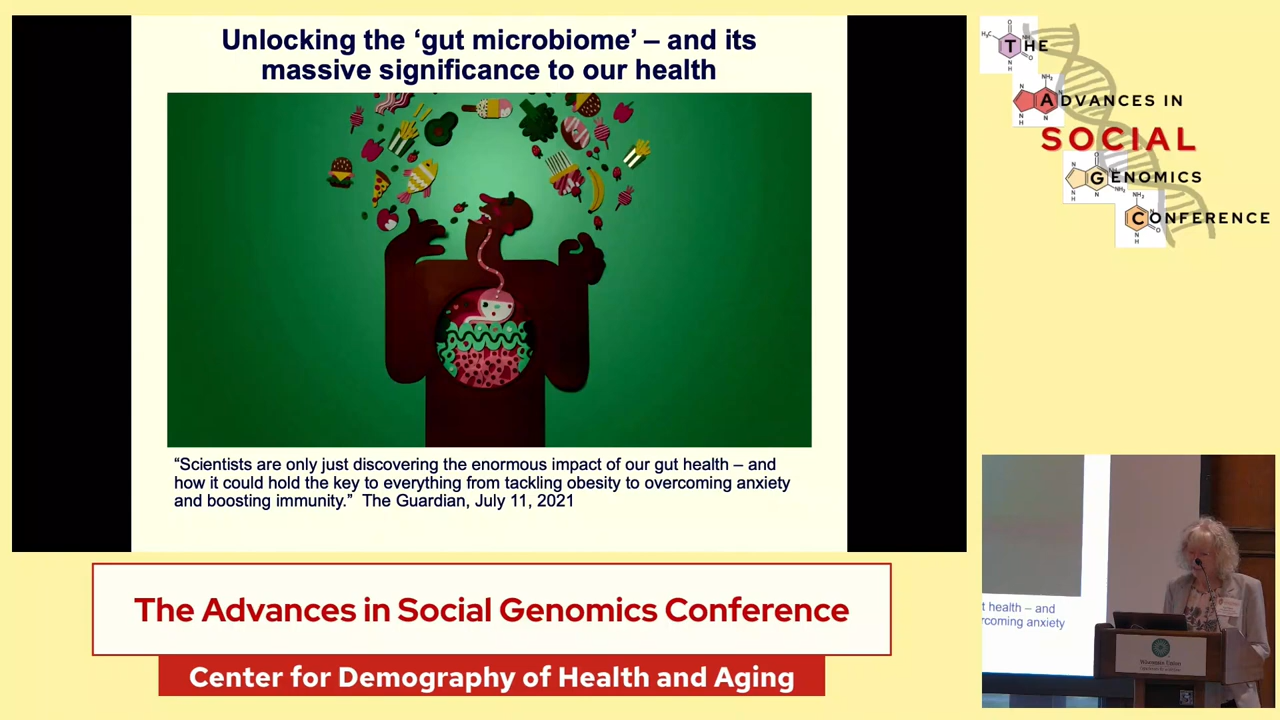 Unlocking the ‘gut microbiome’ – and its
massive significance to our health
“Scientists are only just discovering the enormous impact of our gut health – and
how it could hold the key to everything from tackling obesity to overcoming anxiety
and boosting immunity.” The Guardian, July 11, 2021
THE
ADVANCES IN
SOCIAL
GENOMICS
CONFERENCE
t health – and
rcoming anxiety
The Advances in Social Genomics Conference
Center for Demography of Health and Aging